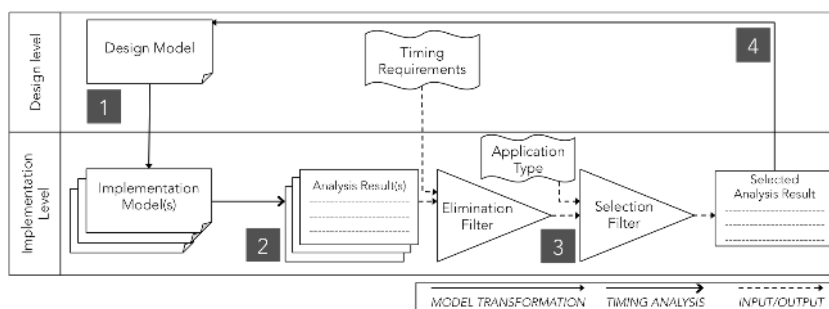 Design level
Design Model
Timing
Requirements
4
1
Implementation
Level
Implementation
Model(s)
2
Analysis Result(s)
Elimination
Filter
Application
Type
3
Selection
Filter
Selected
Analysis Result
MODEL TRANSFORMATION
TIMING ANALYSIS
INPUT/OUTPUT